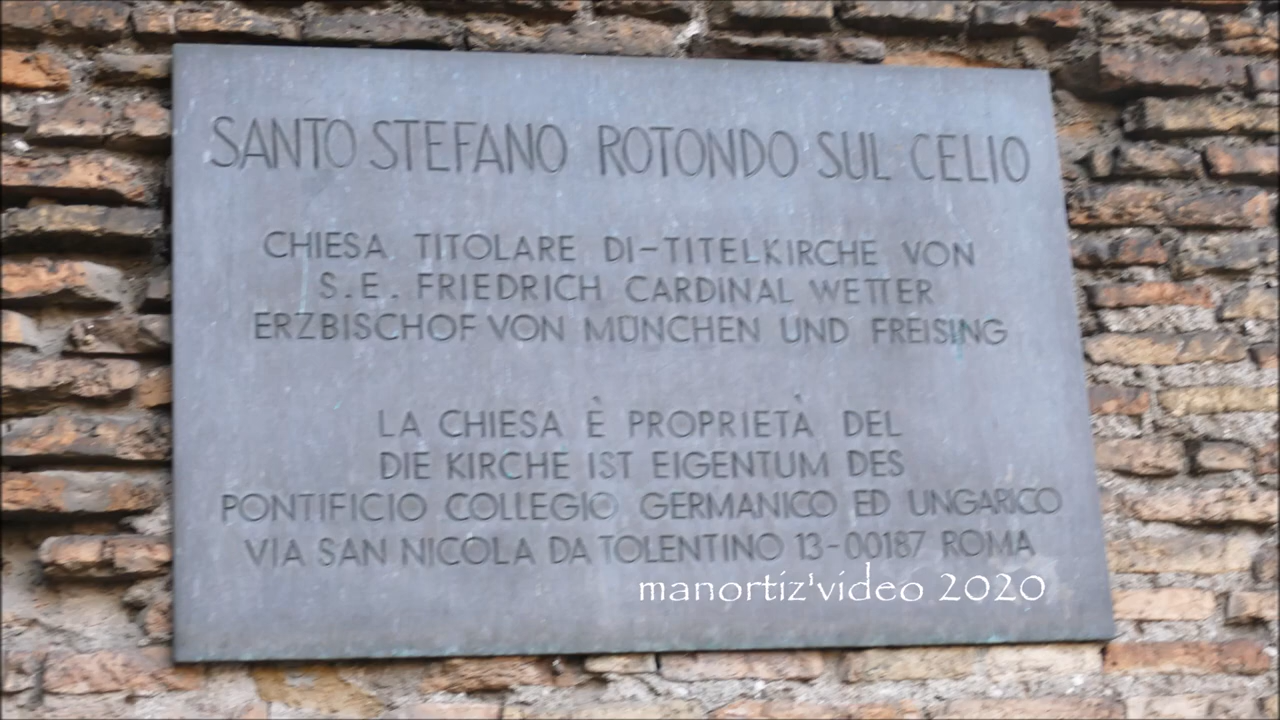 SANTO STEFANO ROTONDO SUL CELIO
CHIESA TITOLARE DI-TITELKIRCHE VON
S.E. FRIEDRICH CARDINAL WETTER
ERZBISCHOF VON MÜNCHEN UND FREISING
LA CHIESA È PROPRIETÀ DEL
DIE KIRCHE IST EIGENTUM DES
PONTIFICIO COLLEGIO GERMANICO ED UNGARICO
VIA SAN NICOLA DA TOLENTINO 13-00187 ROMA
manortiz'video 2020